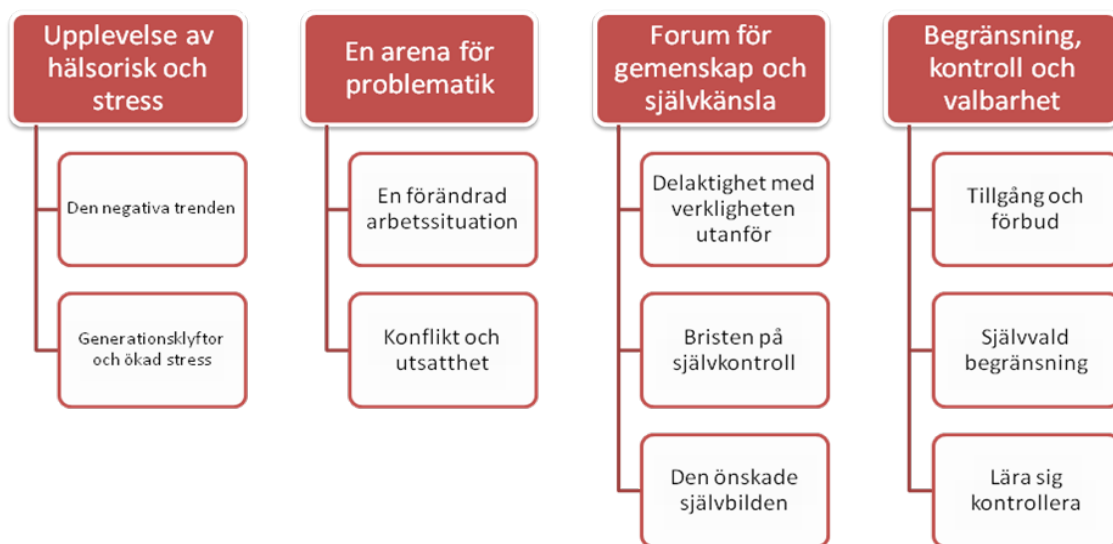 Upplevelse av
hälsorisk och
stress
Den negativa trenden
Generationsklyftor
och ökad stress
En arena för
problematik
En förändrad
arbetssituation
Konflikt och
utsatthet
Forum för
gemenskap och
självkänsla
Delaktighet med
verkligheten
utanför
Bristen på
självkontroll
Den önskade
självbilden
Begränsning,
kontroll och
valbarhet
Tillgång och
förbud
Självvald
begränsning
Lära sig
kontrollera